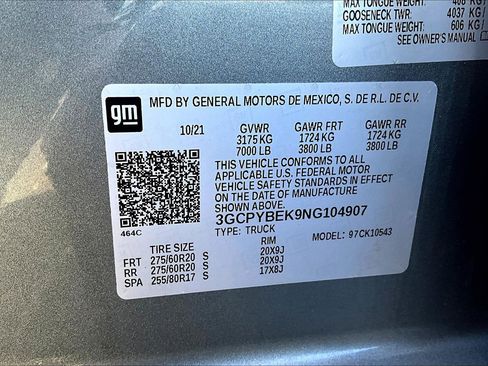 MAX TONGUE WEIGHT: 408 KG/
GOOSENECK TWR: 4037 KG/
MAX TONGUE WEIGHT: 606 KG/
SEE OWNER'S MANUAL
gm
MFD BY GENERAL MOTORS DE MEXICO, S. DE R.L. DE C.V.
10/21 GVWR GAWR FRT GAWR RR
3175 KG 1724 KG 1724 KG
7000 LB 3800 LB 3800 LB
THIS VEHICLE CONFORMS TO ALL
APPLICABLE U.S. FEDERAL MOTOR
VEHICLE SAFETY STANDARDS IN EFFECT
ON THE DATE OF MANUFACTURE
SHOWN ABOVE.
3GCPYBEK9NG104907
464C
TYPE: TRUCK MODEL: 97CK10543
TIRE SIZE RIM
FRT 275/60R20 S 20X9J
RR 275/60R20 S 20X9J
SPA 255/80R17 S 17X8J